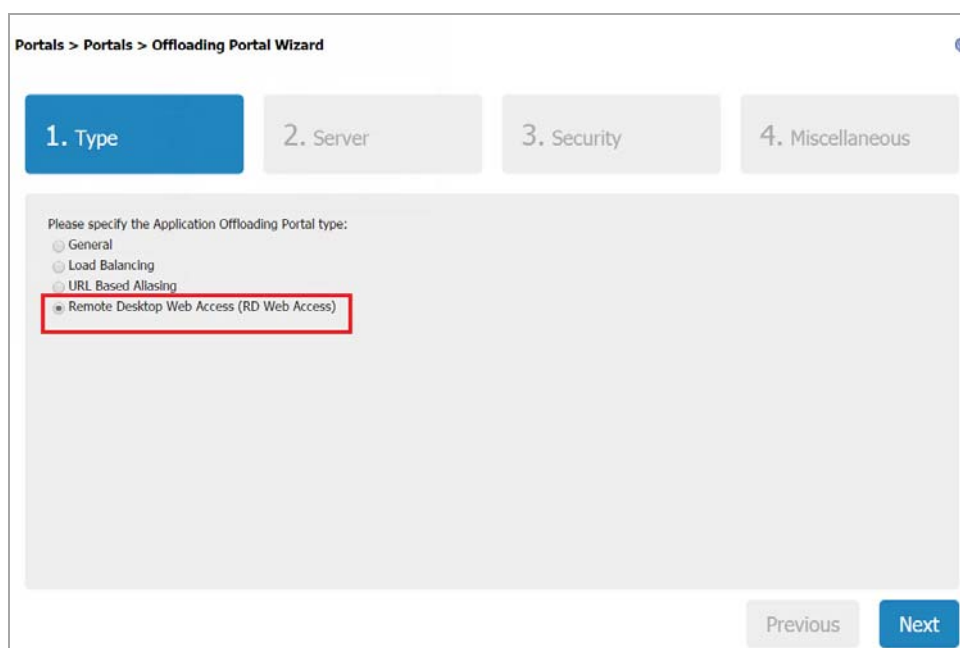 Portals > Portals > Offloading Portal Wizard
1. Type
2. Server
3. Security
4. Miscellaneous
Please specify the Application Offloading Portal type:
General
Load Balancing
URL Based Aliasing
Remote Desktop Web Access (RD Web Access)
Previous
Next